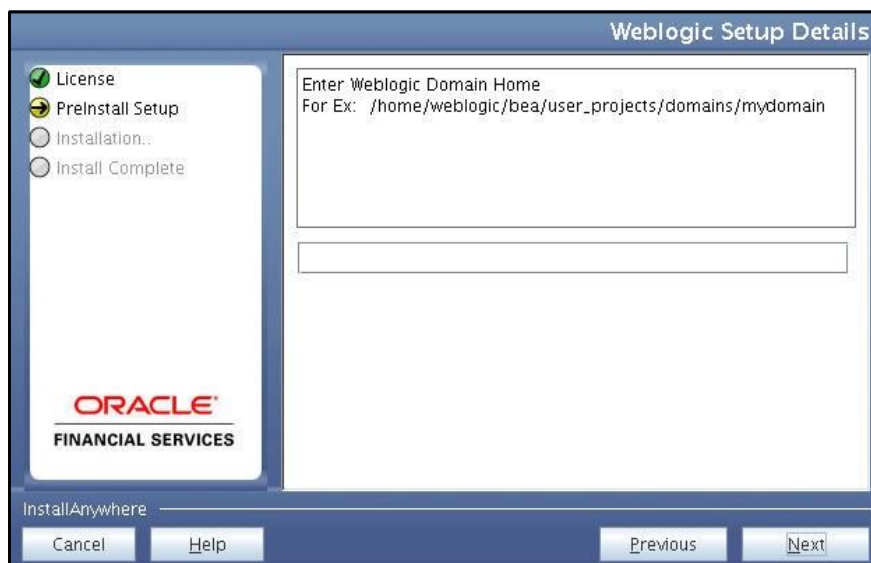 Weblogic Setup Details
License
PreInstall Setup
Installation..
Install Complete
Enter Weblogic Domain Home
For Ex: /home/weblogic/bea/user_projects/domains/mydomain
ORACLE
FINANCIAL SERVICES
InstallAnywhere
Cancel Help Previous Next